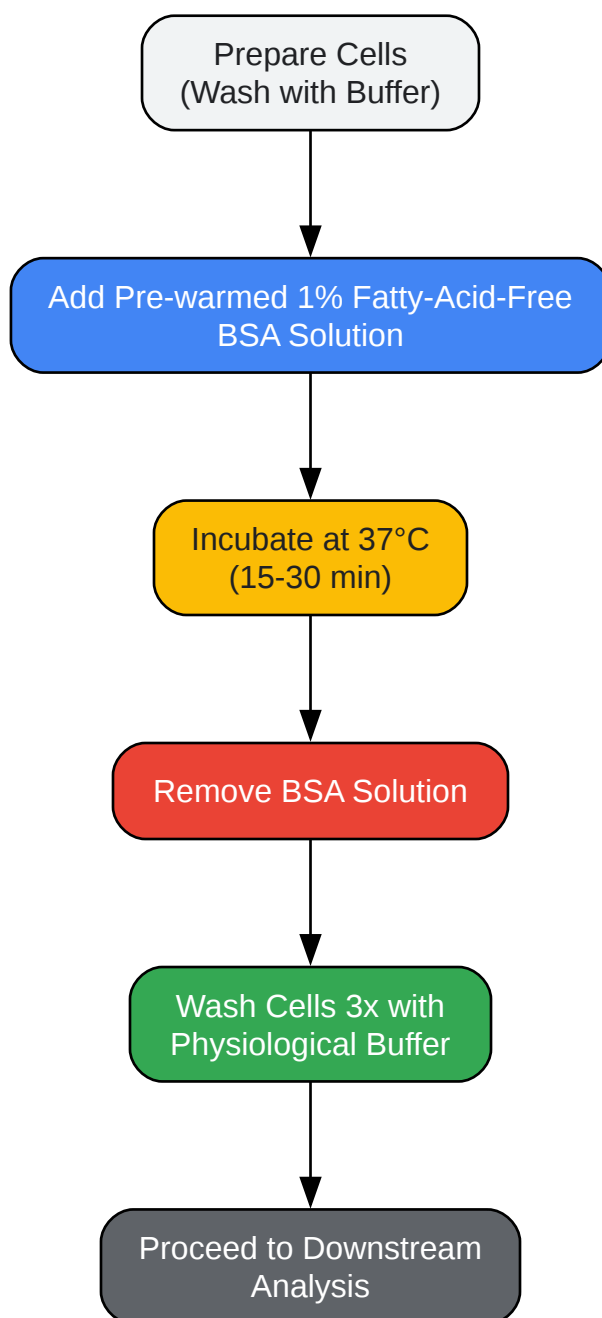 Prepare Cells
(Wash with Buffer)
Add Pre-warmed 1% Fatty-Acid-Free
BSA Solution
Incubate at 37°C
(15-30 min)
Remove BSA Solution
Wash Cells 3x with
Physiological Buffer
Proceed to Downstream
Analysis